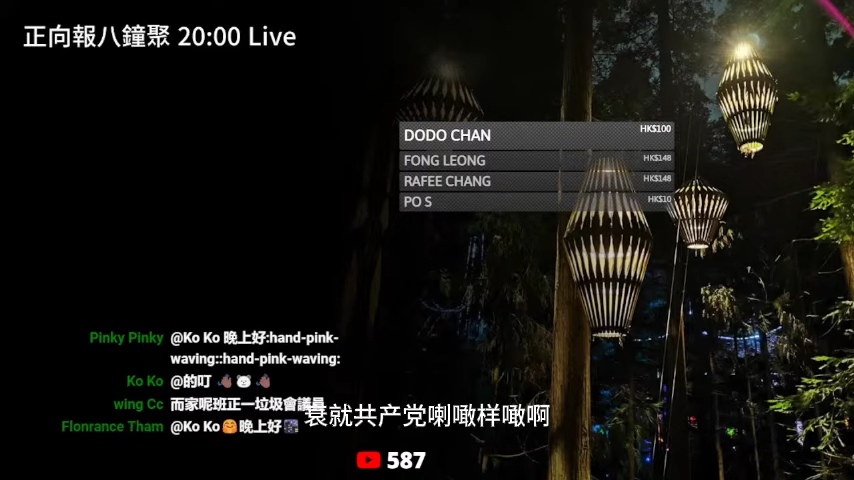 正向報八鐘聚 20:00 Live
DODO CHAN HK$100
FONG LEONG HK$148
RAFEE CHANG HK$148
PO S HK$10
Pinky Pinky @Ko Ko 晚上好:hand-pink-
waving::hand-pink-waving:
Ko Ko @的叮
wing Cc 而家呢班正一垃圾會議員
Florance Tham @Ko Ko🤗晚上好
衰就共产党喇噉样噉啊
587